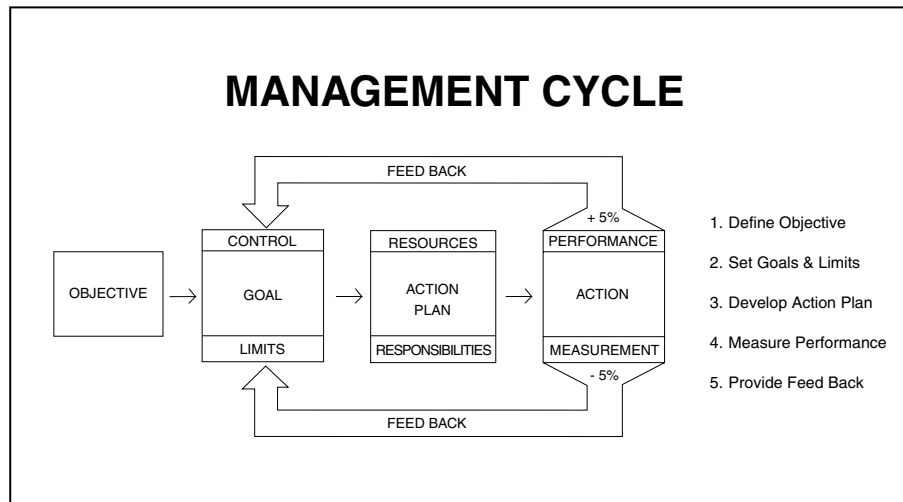 MANAGEMENT CYCLE
FEED BACK
+ 5%
CONTROL
GOAL
LIMITS
OBJECTIVE
RESOURCES
ACTION
PLAN
RESPONSIBILITIES
PERFORMANCE
ACTION
MEASUREMENT
- 5%
FEED BACK
1. Define Objective
2. Set Goals & Limits
3. Develop Action Plan
4. Measure Performance
5. Provide Feed Back